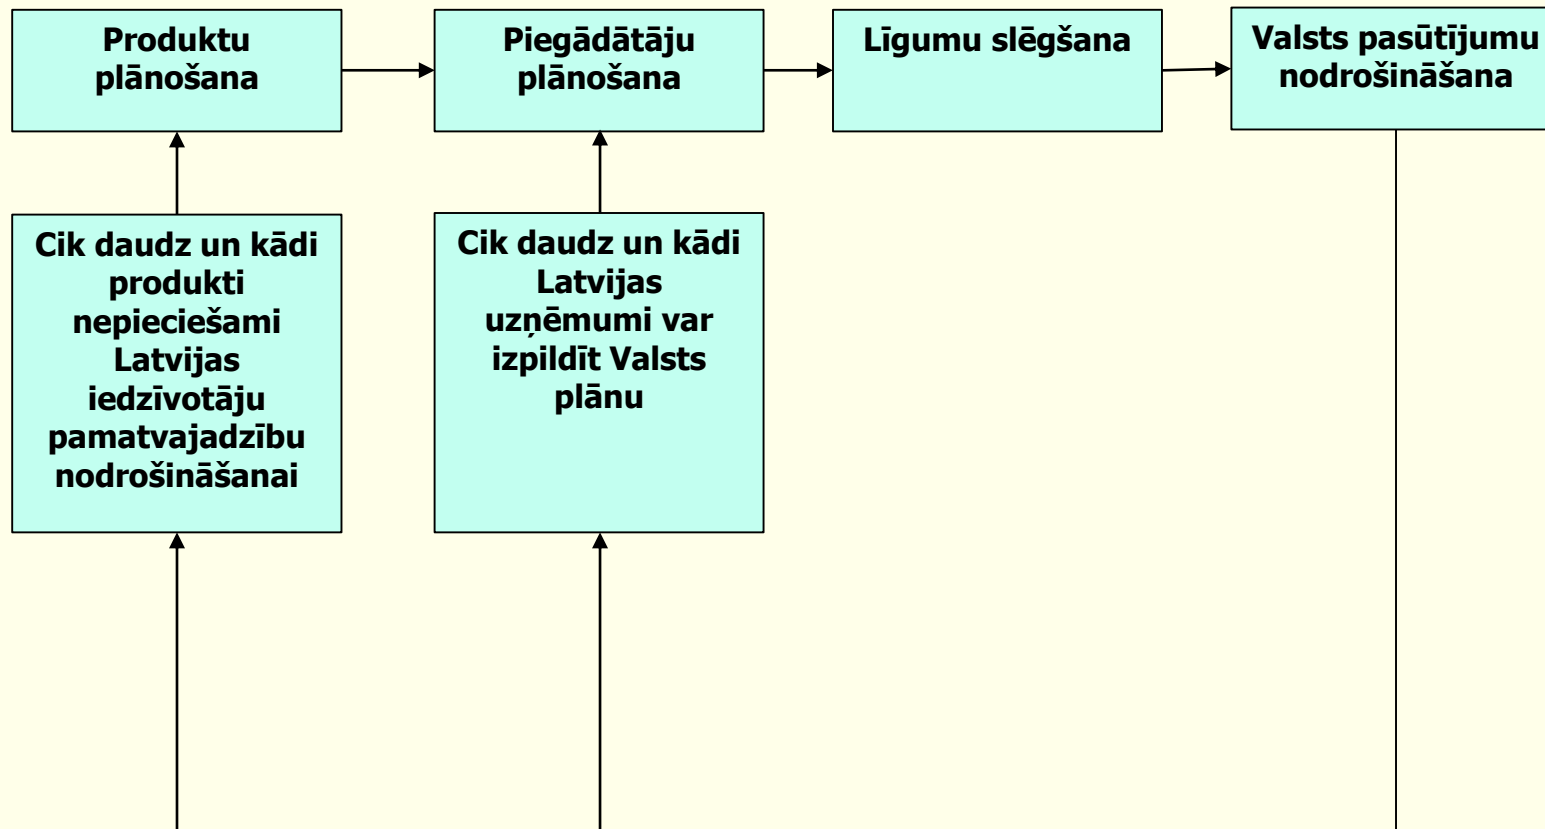 Produktu
plānošana
Piegādātāju
plānošana
Līgumu slēgšana
Valsts pasūtījumu
nodrošināšana
Cik daudz un kādi
produkti
nepieciešami
Latvijas
iedzīvotāju
pamatvajadzību
nodrošināšanai
Cik daudz un kādi
Latvijas
uzņēmumi var
izpildīt Valsts
plānu